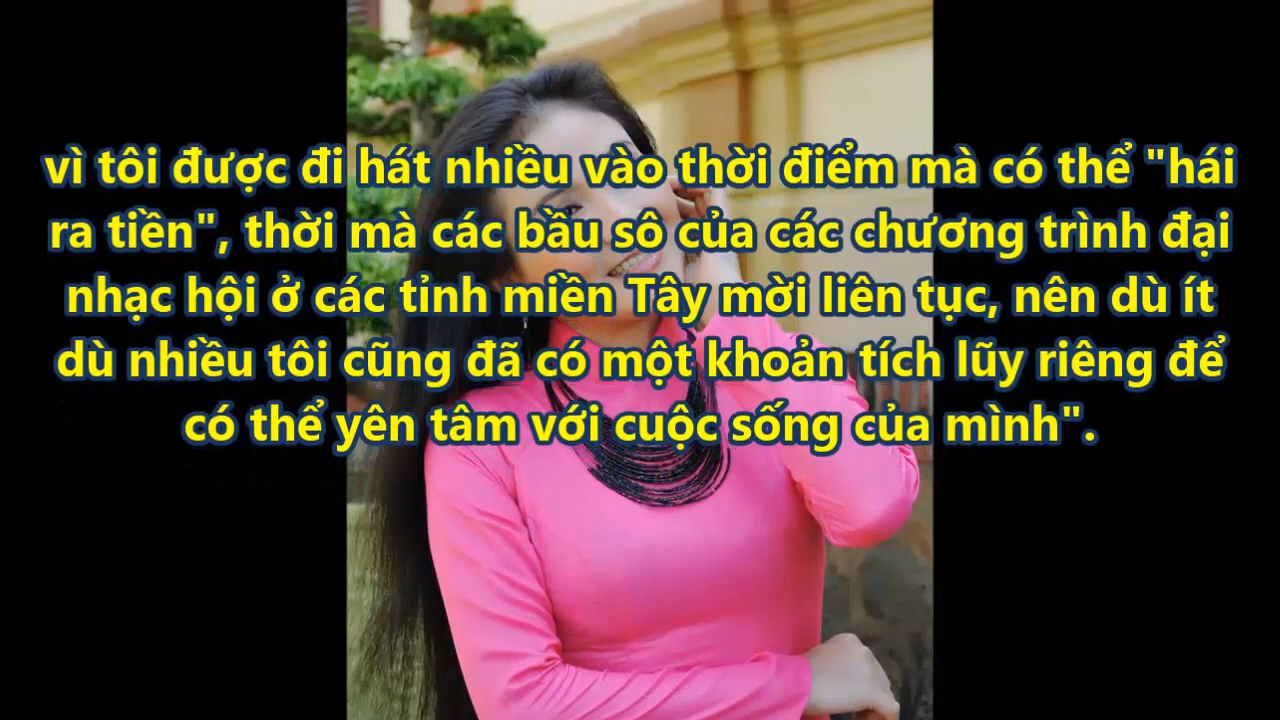 vì tôi được đi hát nhiều vào thời điểm mà có thể "hái
ra tiền", thời mà các bầu sô của các chương trình đại
nhạc hội ở các tỉnh miền Tây mời liên tục, nên dù ít
dù nhiều tôi cũng đã có một khoản tích lũy riêng để
có thể yên tâm với cuộc sống của mình".